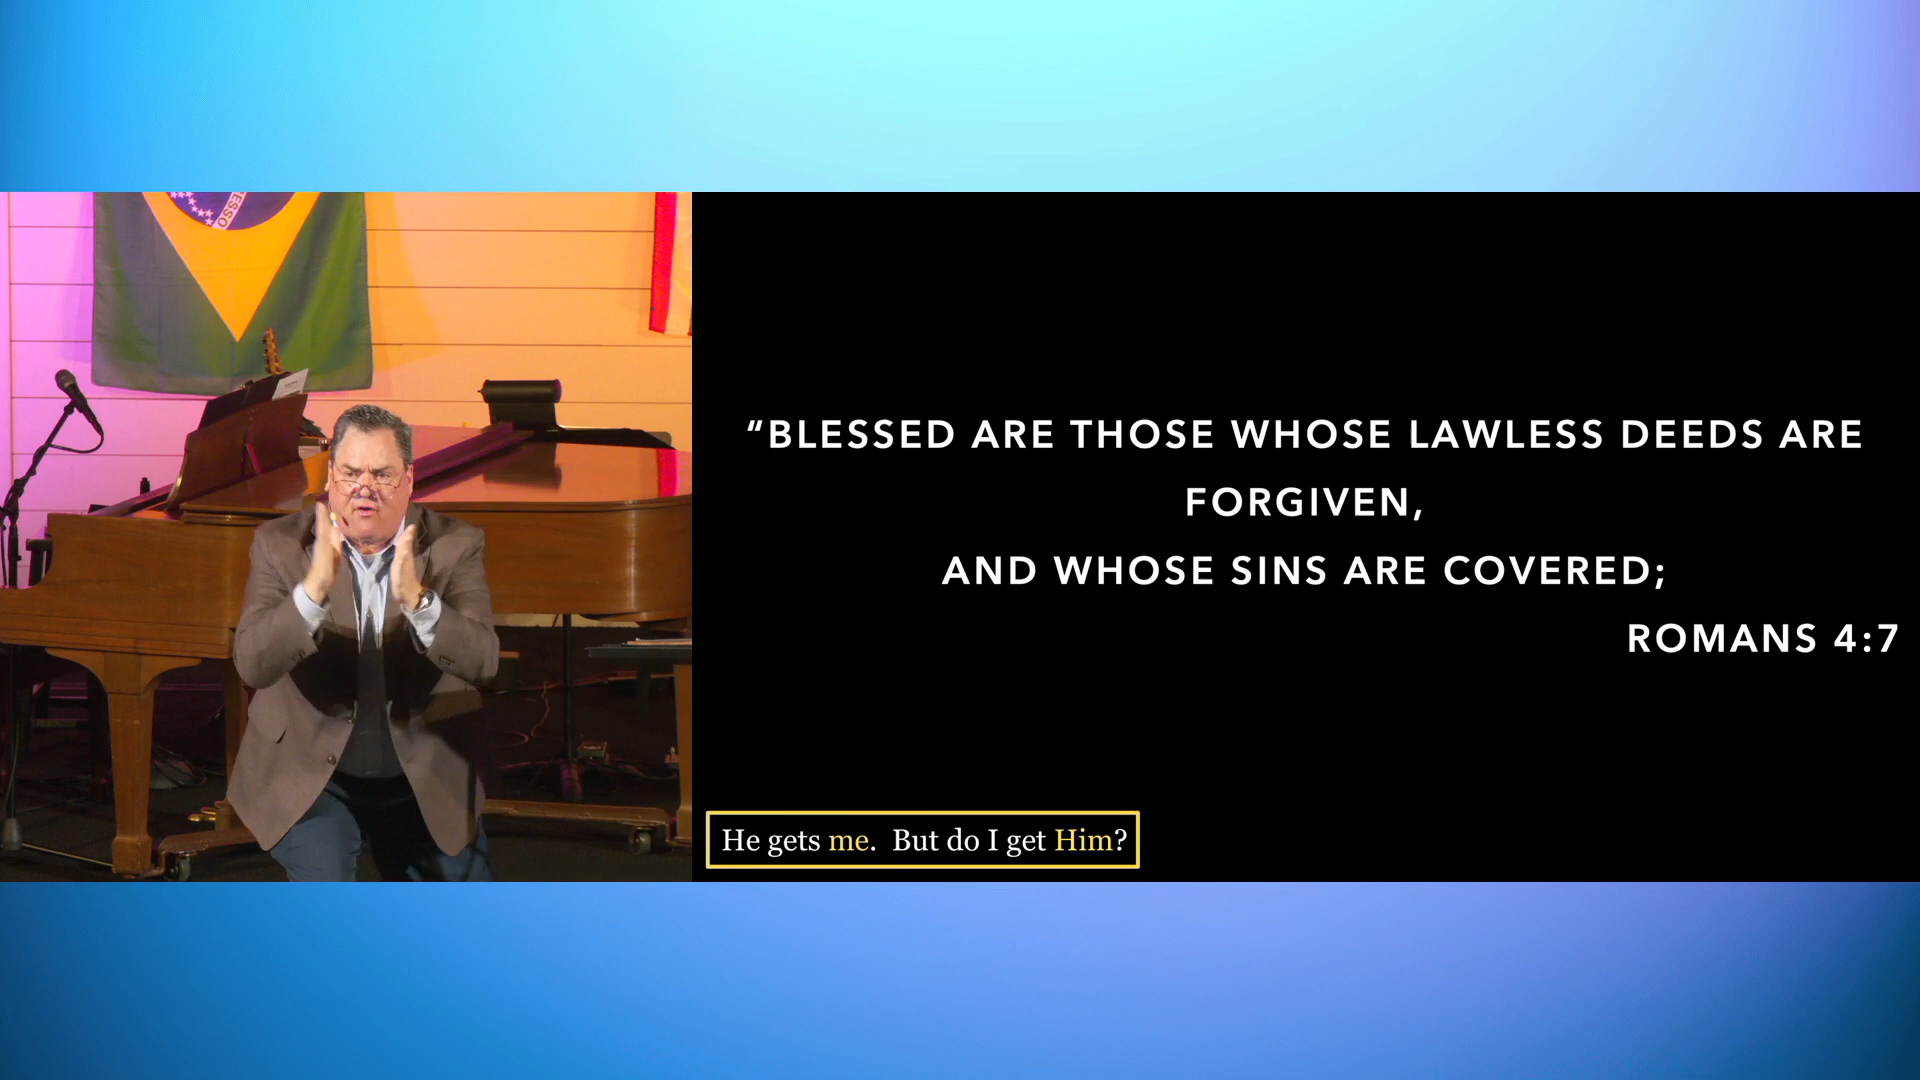 ESSO
“BLESSED ARE THOSE WHOSE LAWLESS DEEDS ARE
FORGIVEN,
AND WHOSE SINS ARE COVERED;
ROMANS 4:7
He gets me. But do I get Him?